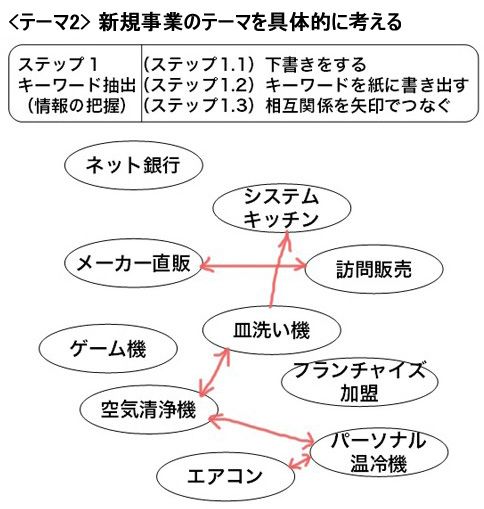 <テーマ2> 新規事業のテーマを具体的に考える
ステップ1 (ステップ1.1) 下書きをする
キーワード抽出 (ステップ1.2) キーワードを紙に書き出す
(情報の把握) (ステップ1.3) 相互関係を矢印でつなぐ
ネット銀行
システム
キッチン
メーカー直販
訪問販売
皿洗い機
ゲーム機
フランチャイズ
加盟
空気清浄機
パーソナル
温冷機
エアコン